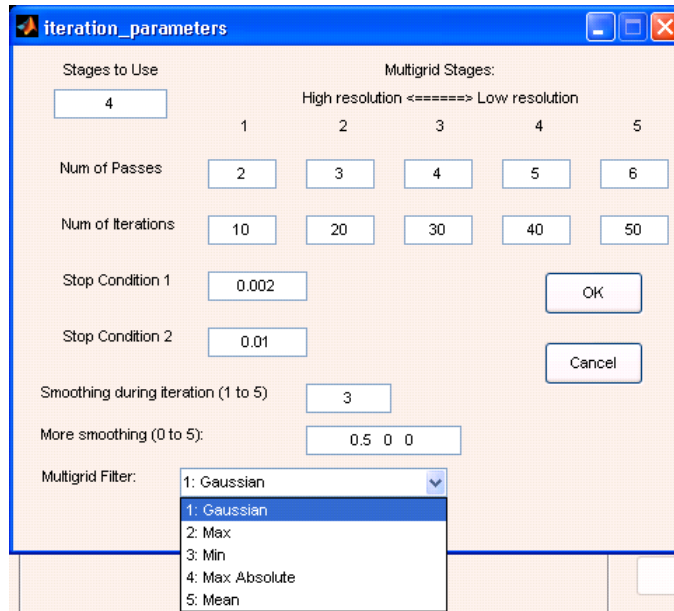 iteration_parameters
Stages to Use
Multigrid Stages:
4
High resolution <======> Low resolution
1 2 3 4 5
Num of Passes 2 3 4 5 6
Num of Iterations 10 20 30 40 50
Stop Condition 1 0.002
OK
Stop Condition 2 0.01
Cancel
Smoothing during iteration (1 to 5) 3
More smoothing (0 to 5): 0.5 0 0
Multigrid Filter: 1: Gaussian
1: Gaussian
2: Max
3: Min
4: Max Absolute
5: Mean